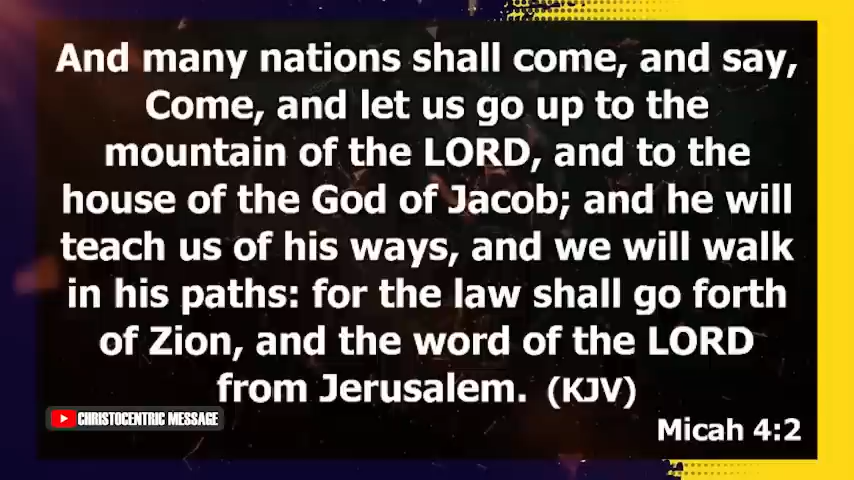 And many nations shall come, and say,
Come, and let us go up to the
mountain of the LORD, and to the
house of the God of Jacob; and he will
teach us of his ways, and we will walk
in his paths: for the law shall go forth
of Zion, and the word of the LORD
from Jerusalem. (KJV)
CHRISTOCENTRIC MESSAGE
Micah 4:2